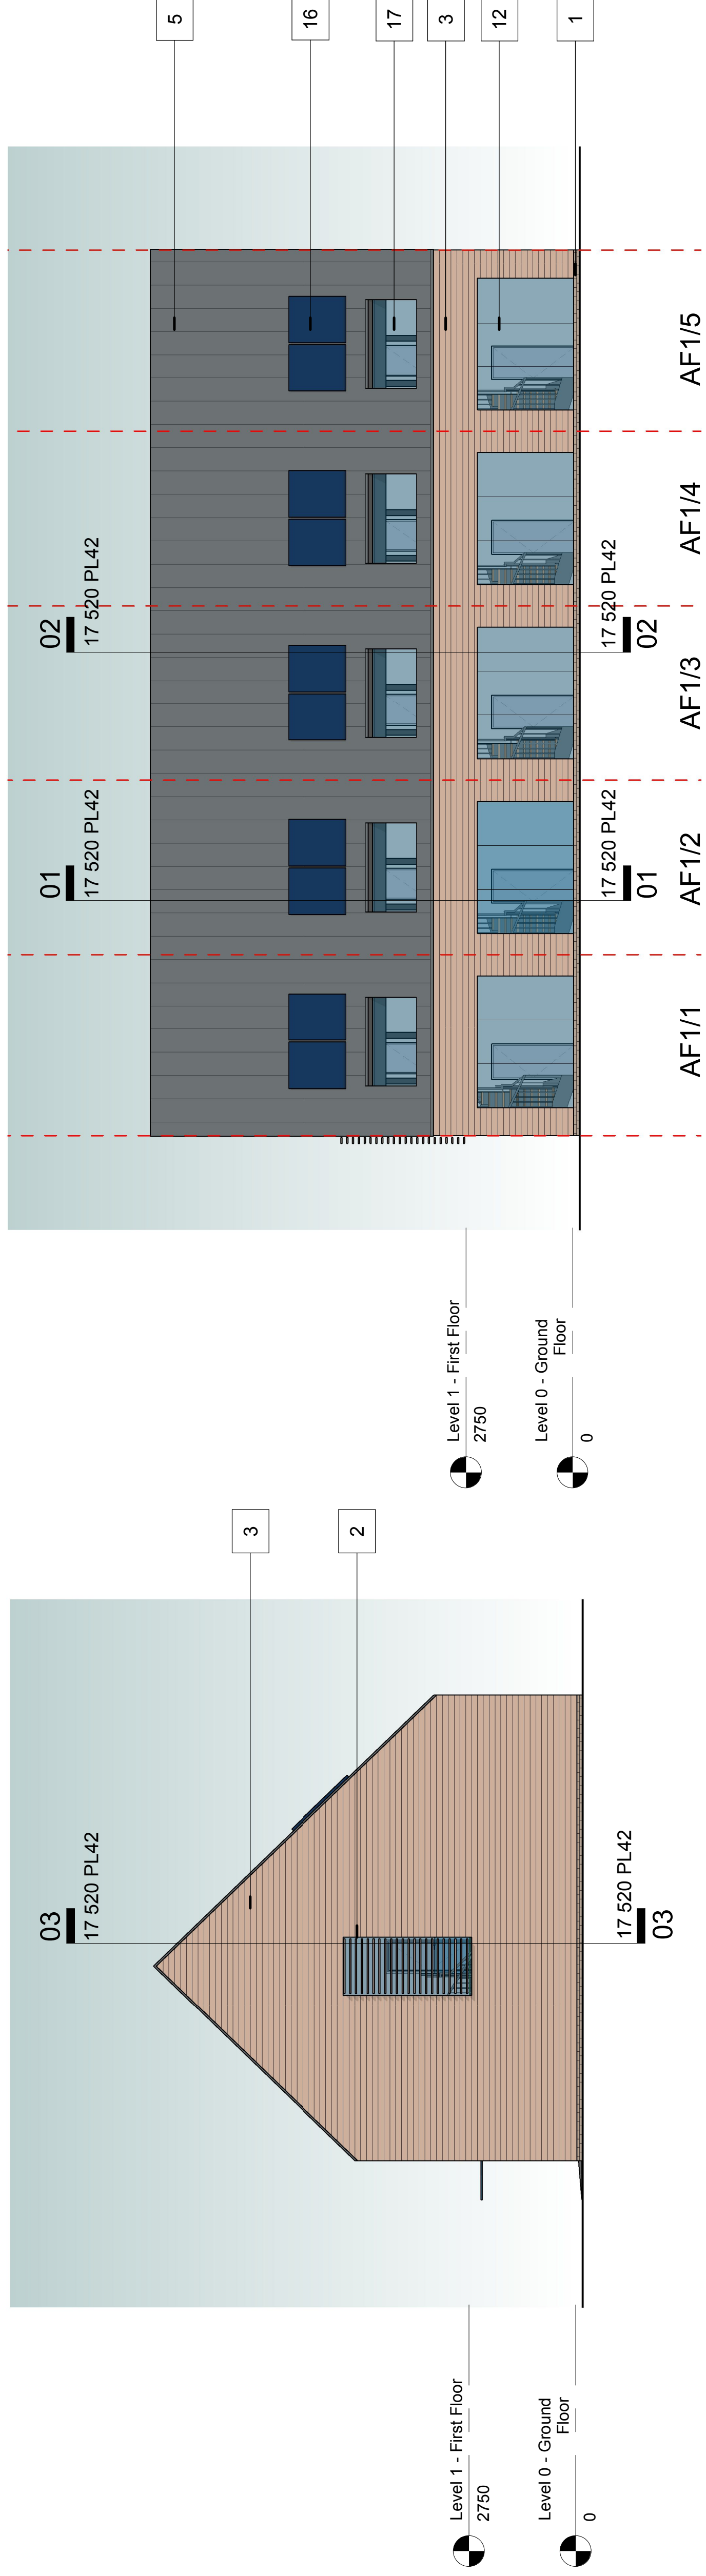 03
17 520 PL42
3
2
Level 1 - First Floor
2750
Level 0 - Ground
Floor
0
17 520 PL42
03
5
16
17
3
12
1
01
17 520 PL42
02
17 520 PL42
Level 1 - First Floor
2750
Level 0 - Ground
Floor
0
17 520 PL42
01
17 520 PL42
02
AF1/1
AF1/2
AF1/3
AF1/4
AF1/5